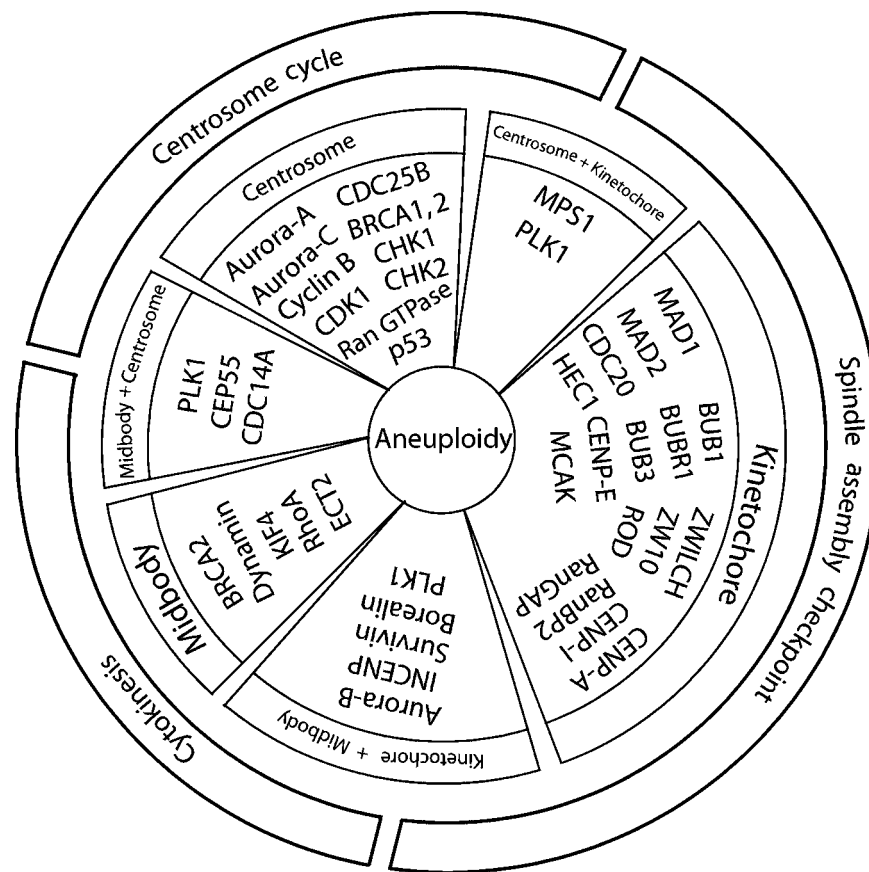 Centrosome cycle
Spindle assembly checkpoint
Cytokinesis
Centrosome
Aurora-A
CDC25B
Aurora-C
BRCA1,2
Cyclin B
CHK1
CDK1
CHK2
Ran GTPase
p53
Centrosome + Kinetochore
MPS1
PLK1
Kinetochore
MAD1
MAD2
CDC20
HEC1
BUB1
BUBR1
BUB3
CENP-E
MCAK
ZWILCH
ZW10
ROD
RanGAP
RanBP2
CENP-I
CENP-A
Kinetochore + Midbody
PLK1
Borealin
Survivin
INCENP
Aurora-B
Midbody
BRCA2
Dynamin
KIF4
RhoA
ECT2
Midbody + Centrosome
PLK1
CEP55
CDC14A
Aneuploidy